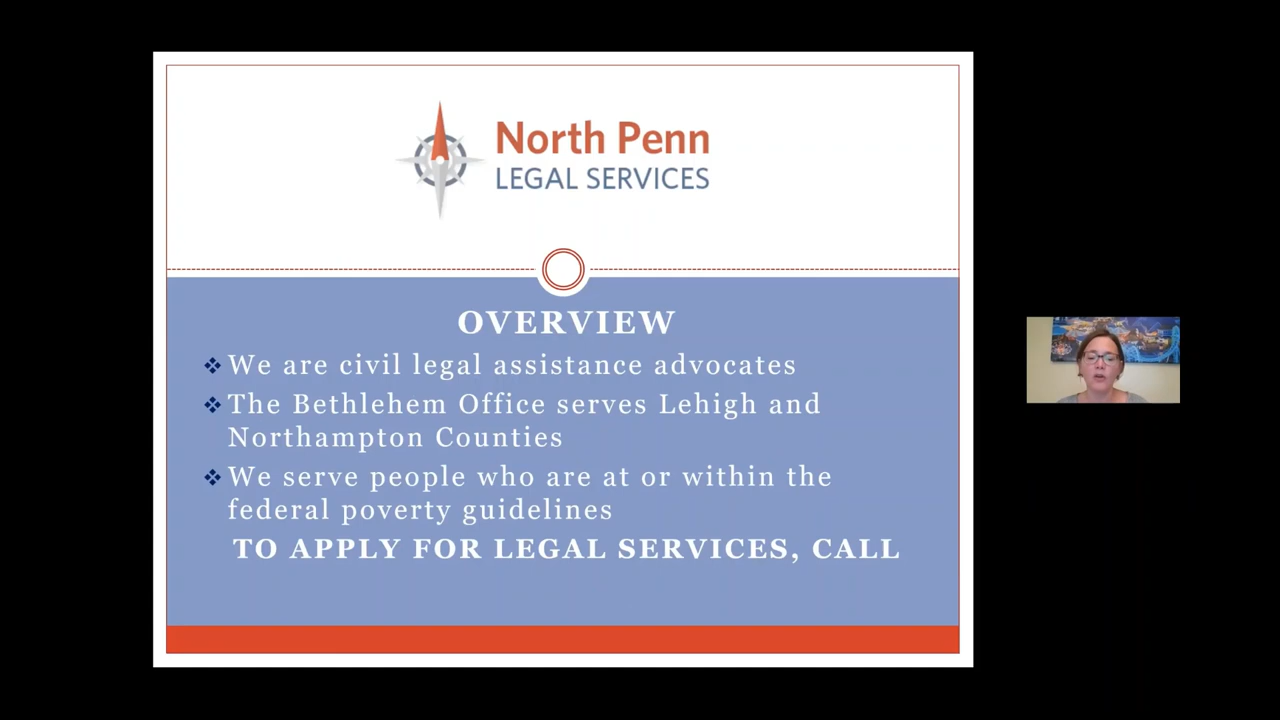 North Penn
LEGAL SERVICES
OVERVIEW
We are civil legal assistance advocates
The Bethlehem Office serves Lehigh and
Northampton Counties
We serve people who are at or within the
federal poverty guidelines
TO APPLY FOR LEGAL SERVICES, CALL